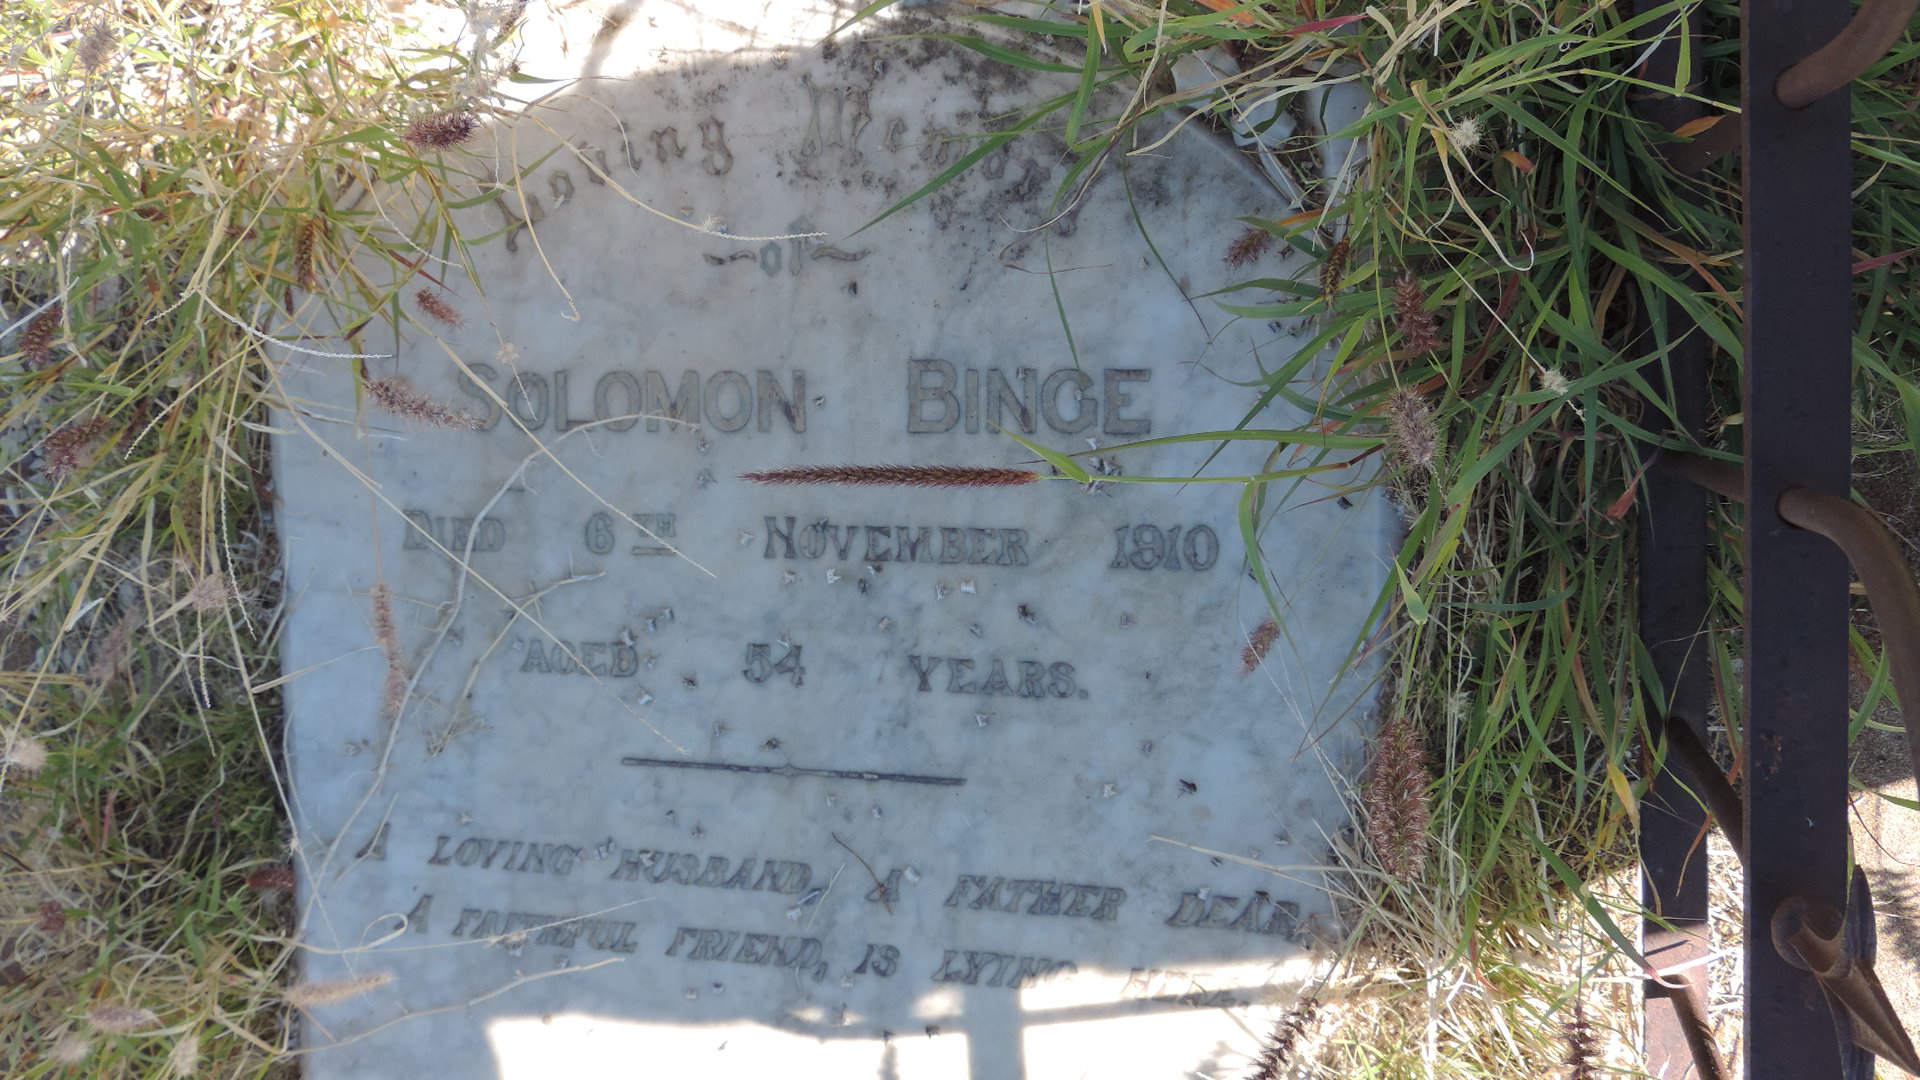 Loving Memory
of
SOLOMON BINGE
DIED 6TH NOVEMBER 1910
AGED 54 YEARS.
A LOVING HUSBAND, A FATHER DEAR,
A FAITHFUL FRIEND, IS LYING HERE.